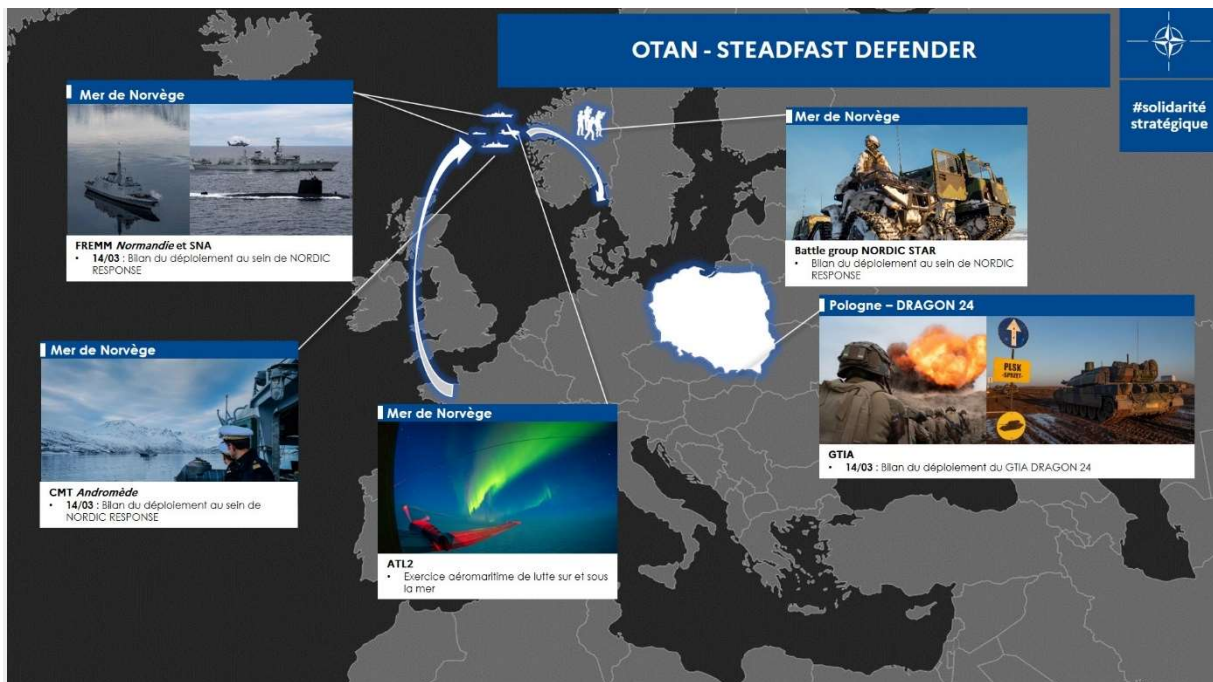 OTAN - STEADFAST DEFENDER
#solidarité
stratégique
Mer de Norvège
FREMM Normandie et SNA
• 14/03 : Bilan du déploiement au sein de NORDIC
RESPONSE
Mer de Norvège
Battle group NORDIC STAR
• Bilan du déploiement au sein de NORDIC
RESPONSE
Pologne – DRAGON 24
PLSK
GTIA
• 14/03 : Bilan du déploiement du GTIA DRAGON 24
Mer de Norvège
CMT Andromède
• 14/03 : Bilan du déploiement au sein de
NORDIC RESPONSE
Mer de Norvège
ATL2
• Exercice aéromaritime de lutte sur et sous
la mer